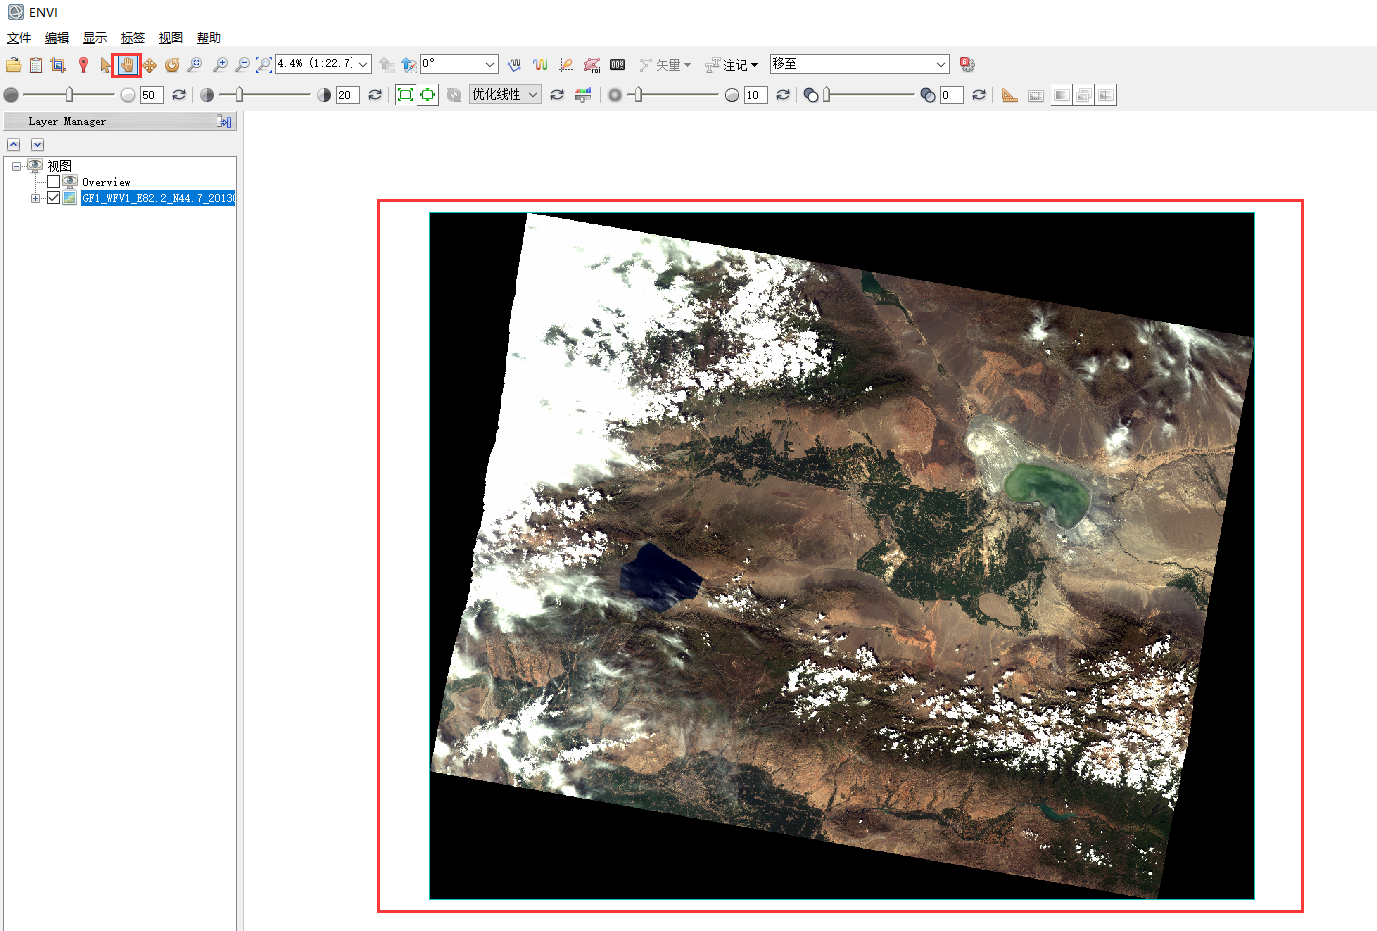 ENVI
文件 编辑 显示 标签 视图 帮助
4.4% (1:22.7] 0° roi 矢量 注记 移至
50 20 优化线性 10 0
Layer Manager
视图
Overview
GF1_WFV1_E82.2_N44.7_2013